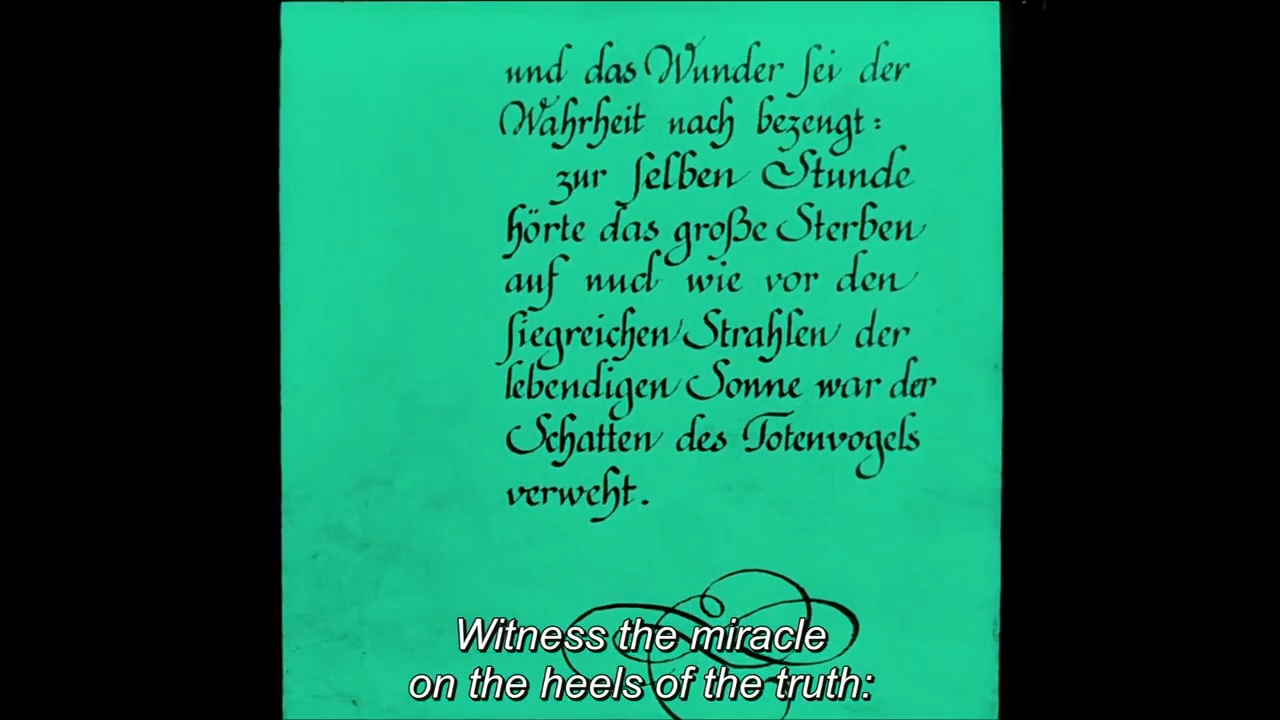 und das Wunder sei der
Wahrheit nach bezeugt:
zur selben Stunde
hörte das große Sterben
auf und wie vor den
siegreichen Strahlen der
lebendigen Sonne war der
Schatten des Totenvogels
verweht.
Witness the miracle
on the heels of the truth: